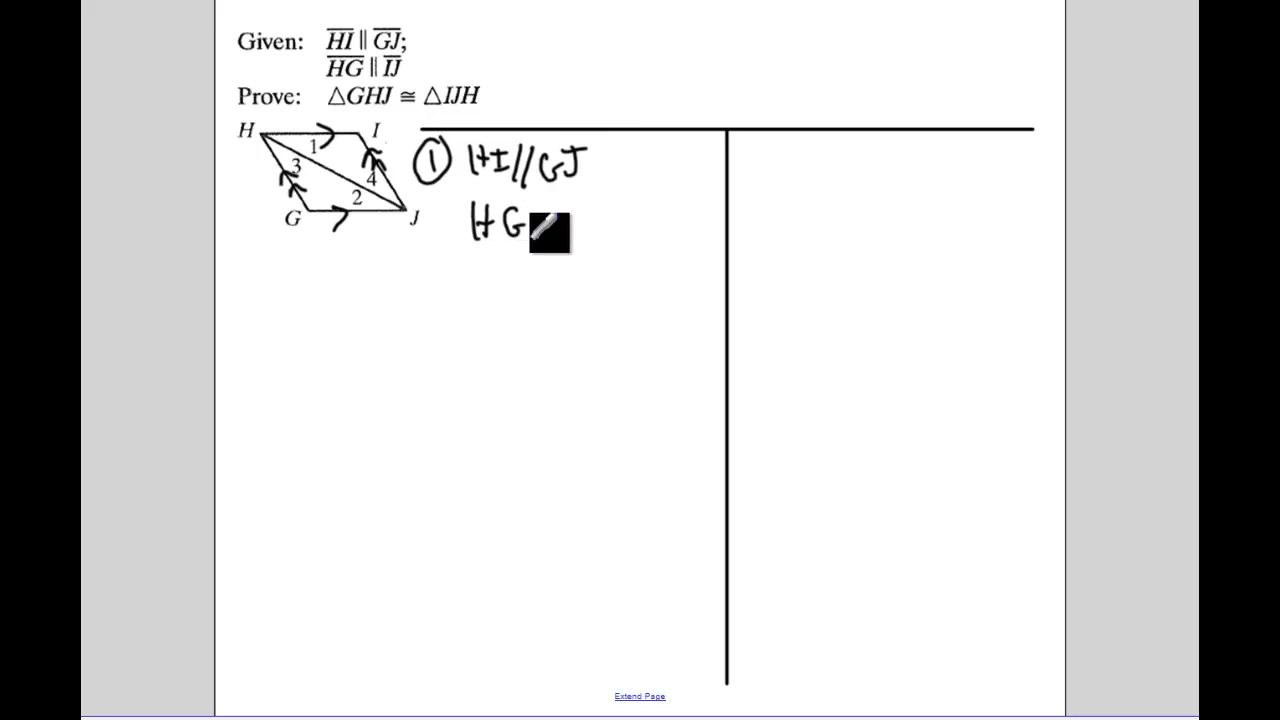 Given: HI || GJ;
HG || IJ
Prove: △GHJ ≅ △IJH
H
I
1
3
4
2
G
J
① HI//GJ
HG
Extend Page